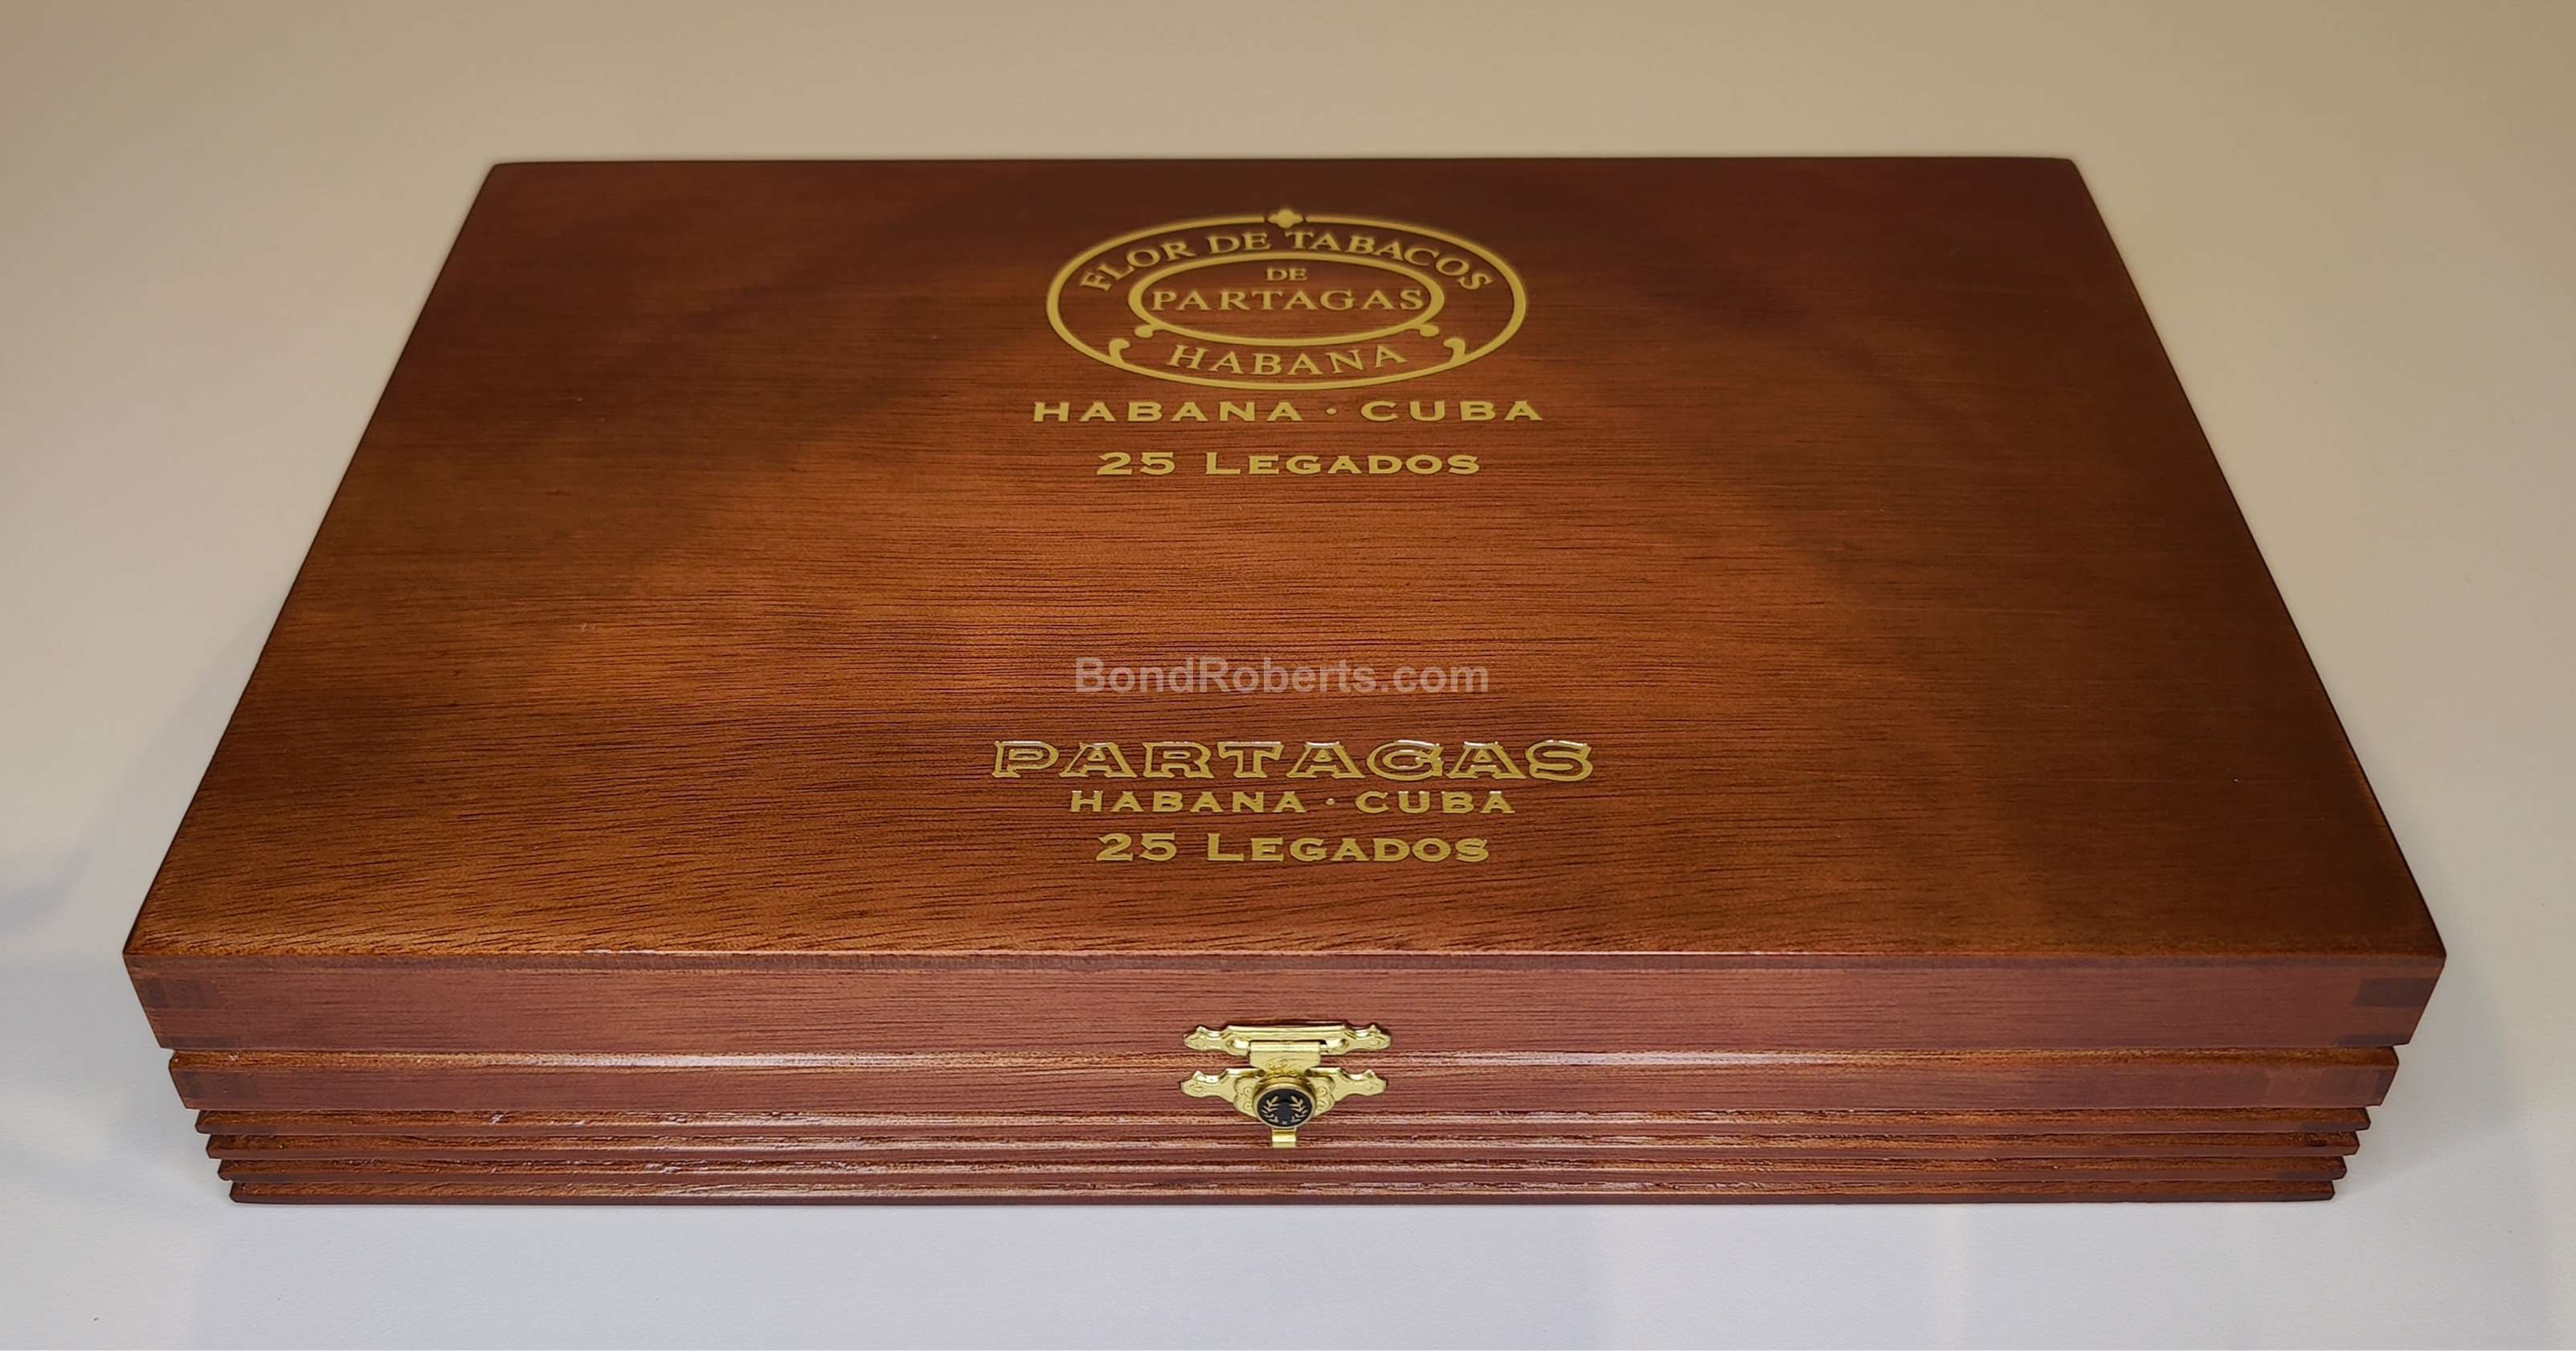 FLOR DE TABACOS
DE
PARTAGAS
HABANA
HABANA · CUBA
25 LEGADOS
BondRoberts.com
PARTAGAS
HABANA · CUBA
25 LEGADOS